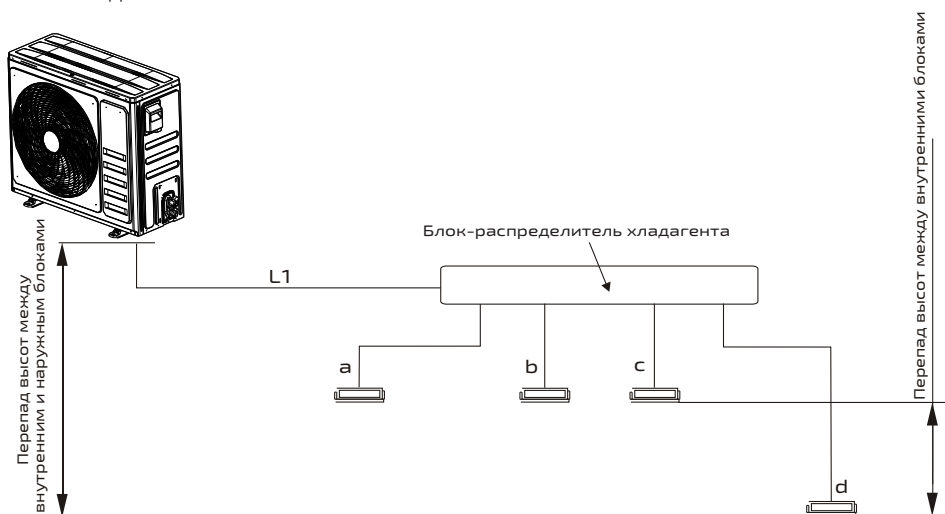 Перепад высот между внутренними блоками
Блок-распределитель хладагента
L1
a
b
c
d
Перепад высот между
внутренним и наружным блоками